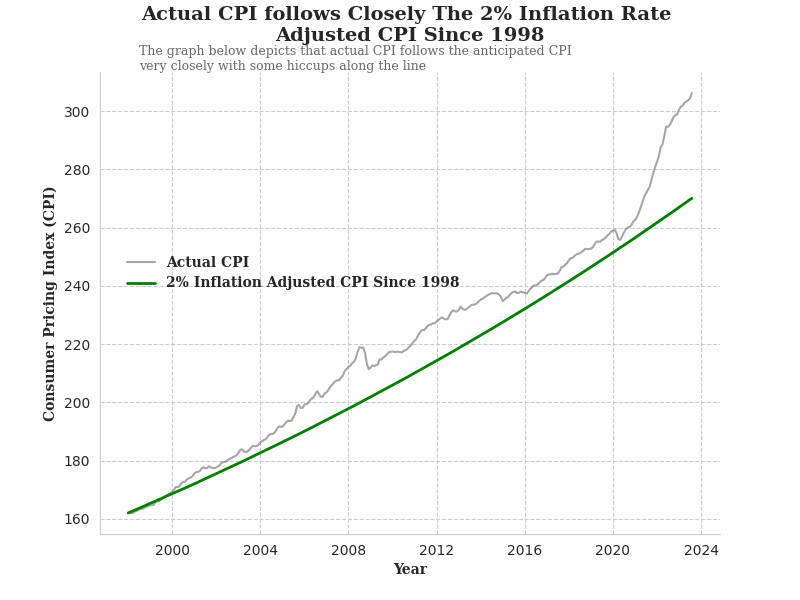 Actual CPI follows Closely The 2% Inflation Rate
Adjusted CPI Since 1998
The graph below depicts that actual CPI follows the anticipated CPI
very closely with some hiccups along the line
300
280
260
240
220
200
180
160
Consumer Pricing Index (CPI)
Actual CPI
2% Inflation Adjusted CPI Since 1998
2000 2004 2008 2012 2016 2020 2024
Year